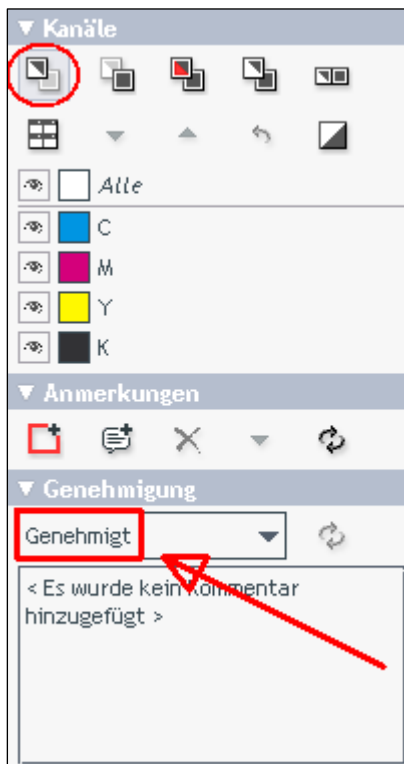 Kanäle
Alle
C
M
Y
K
Anmerkungen
Genehmigung
Genehmigt
< Es wurde kein Kommentar
hinzugefügt >